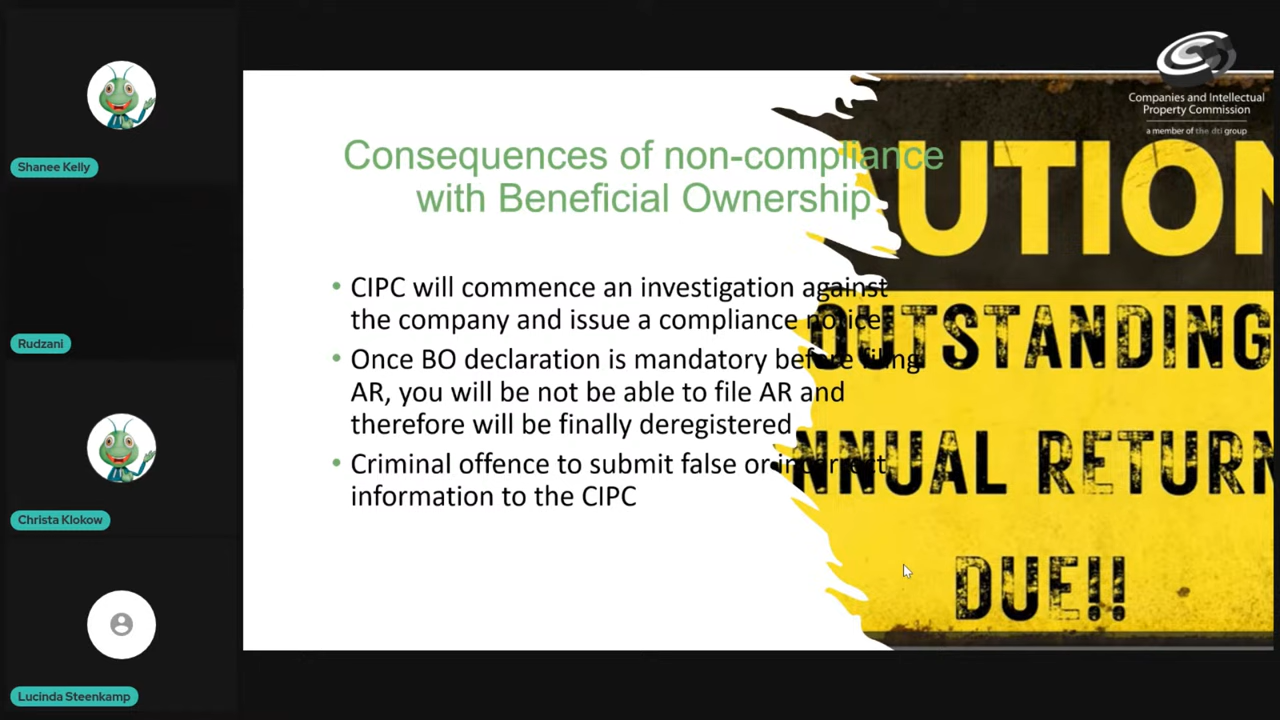 Shanee Kelly
Rudzani
Christa Klokow
Lucinda Steenkamp
Companies and Intellectual
Property Commission
a member of the dti group
Consequences of non-compliance
with Beneficial Ownership
• CIPC will commence an investigation against
the company and issue a compliance notice
• Once BO declaration is mandatory before filing
AR, you will be not be able to file AR and
therefore will be finally deregistered
• Criminal offence to submit false or incorrect
information to the CIPC
UTION
OUTSTANDING
NNUAL RETURN
DUE!!